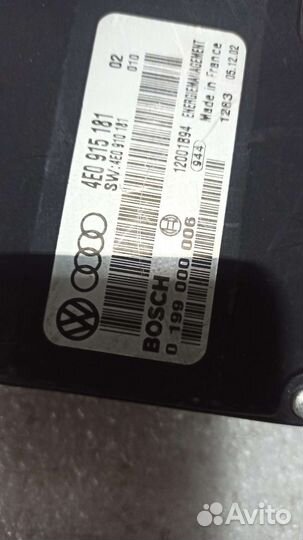 02
010
4E0 915 181
SW:4E0 910 181
12001894 ENERGIEMANAGEMENT
944 Made in France
1263 05.12.02
BOSCH
0 199 000 006
Avito